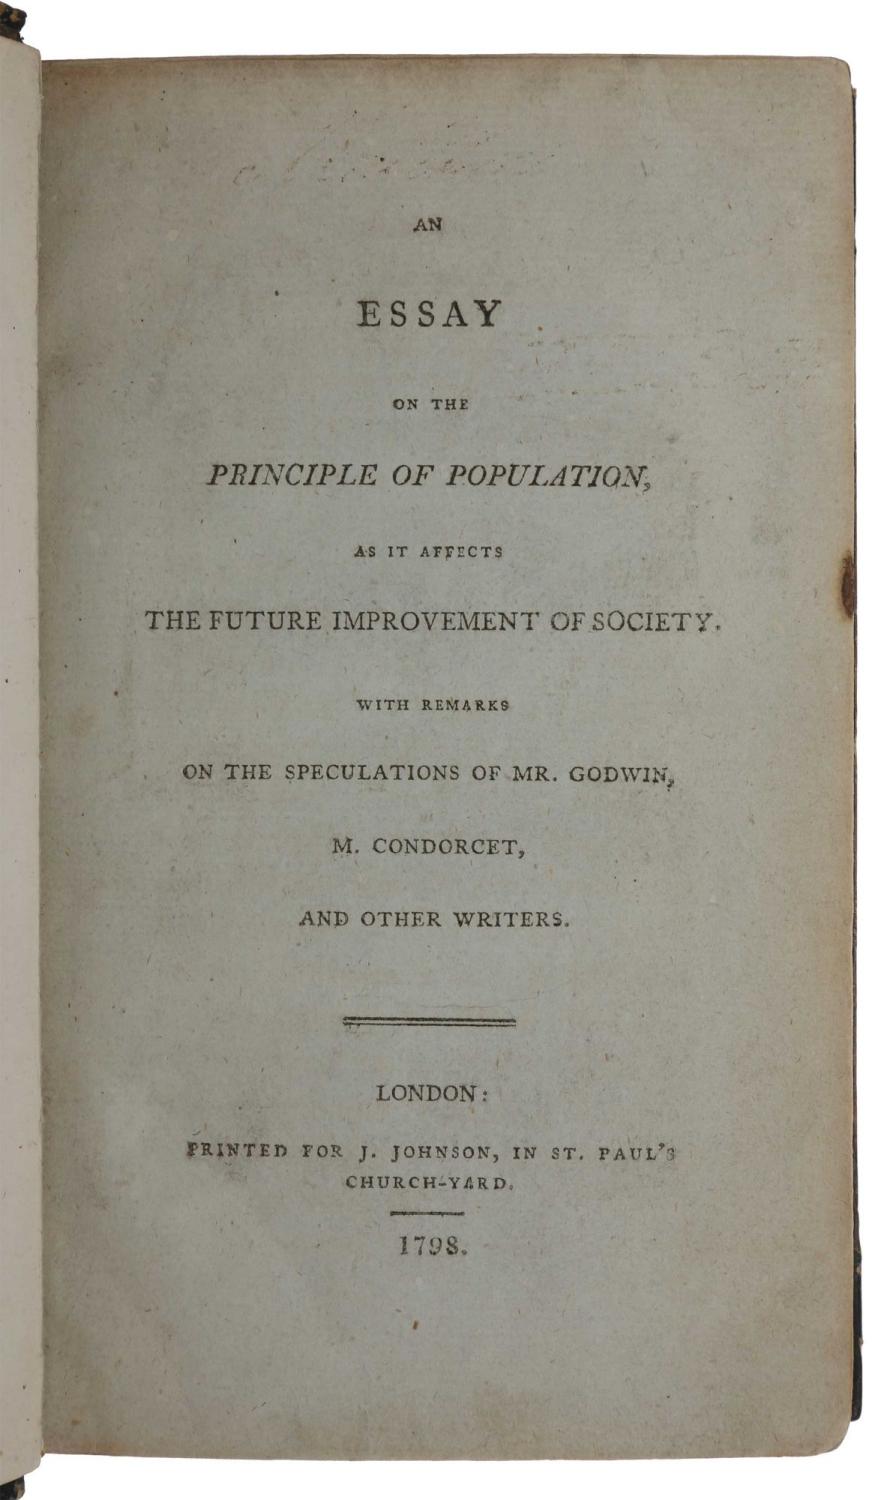 AN
ESSAY
ON THE
PRINCIPLE OF POPULATION,
AS IT AFFECTS
THE FUTURE IMPROVEMENT OF SOCIETY.
WITH REMARKS
ON THE SPECULATIONS OF MR. GODWIN,
M. CONDORCET,
AND OTHER WRITERS.
LONDON:
PRINTED FOR J. JOHNSON, IN ST. PAUL'S
CHURCH-YARD.
1798.